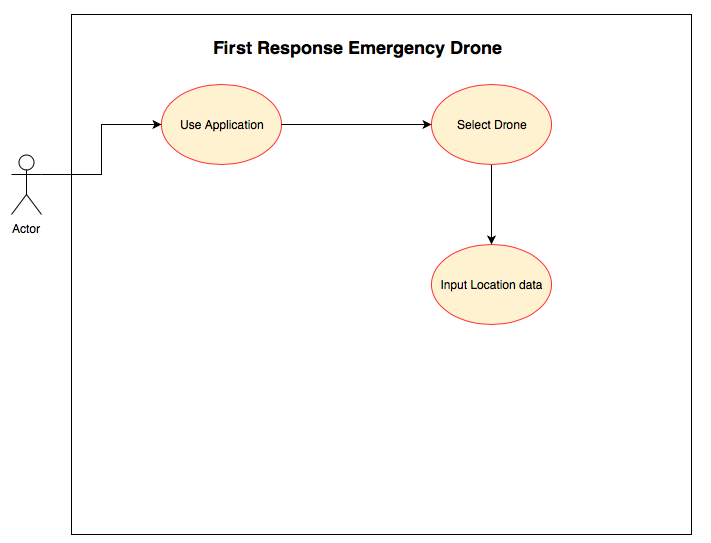 First Response Emergency Drone
Use Application
Select Drone
Actor
Input Location data